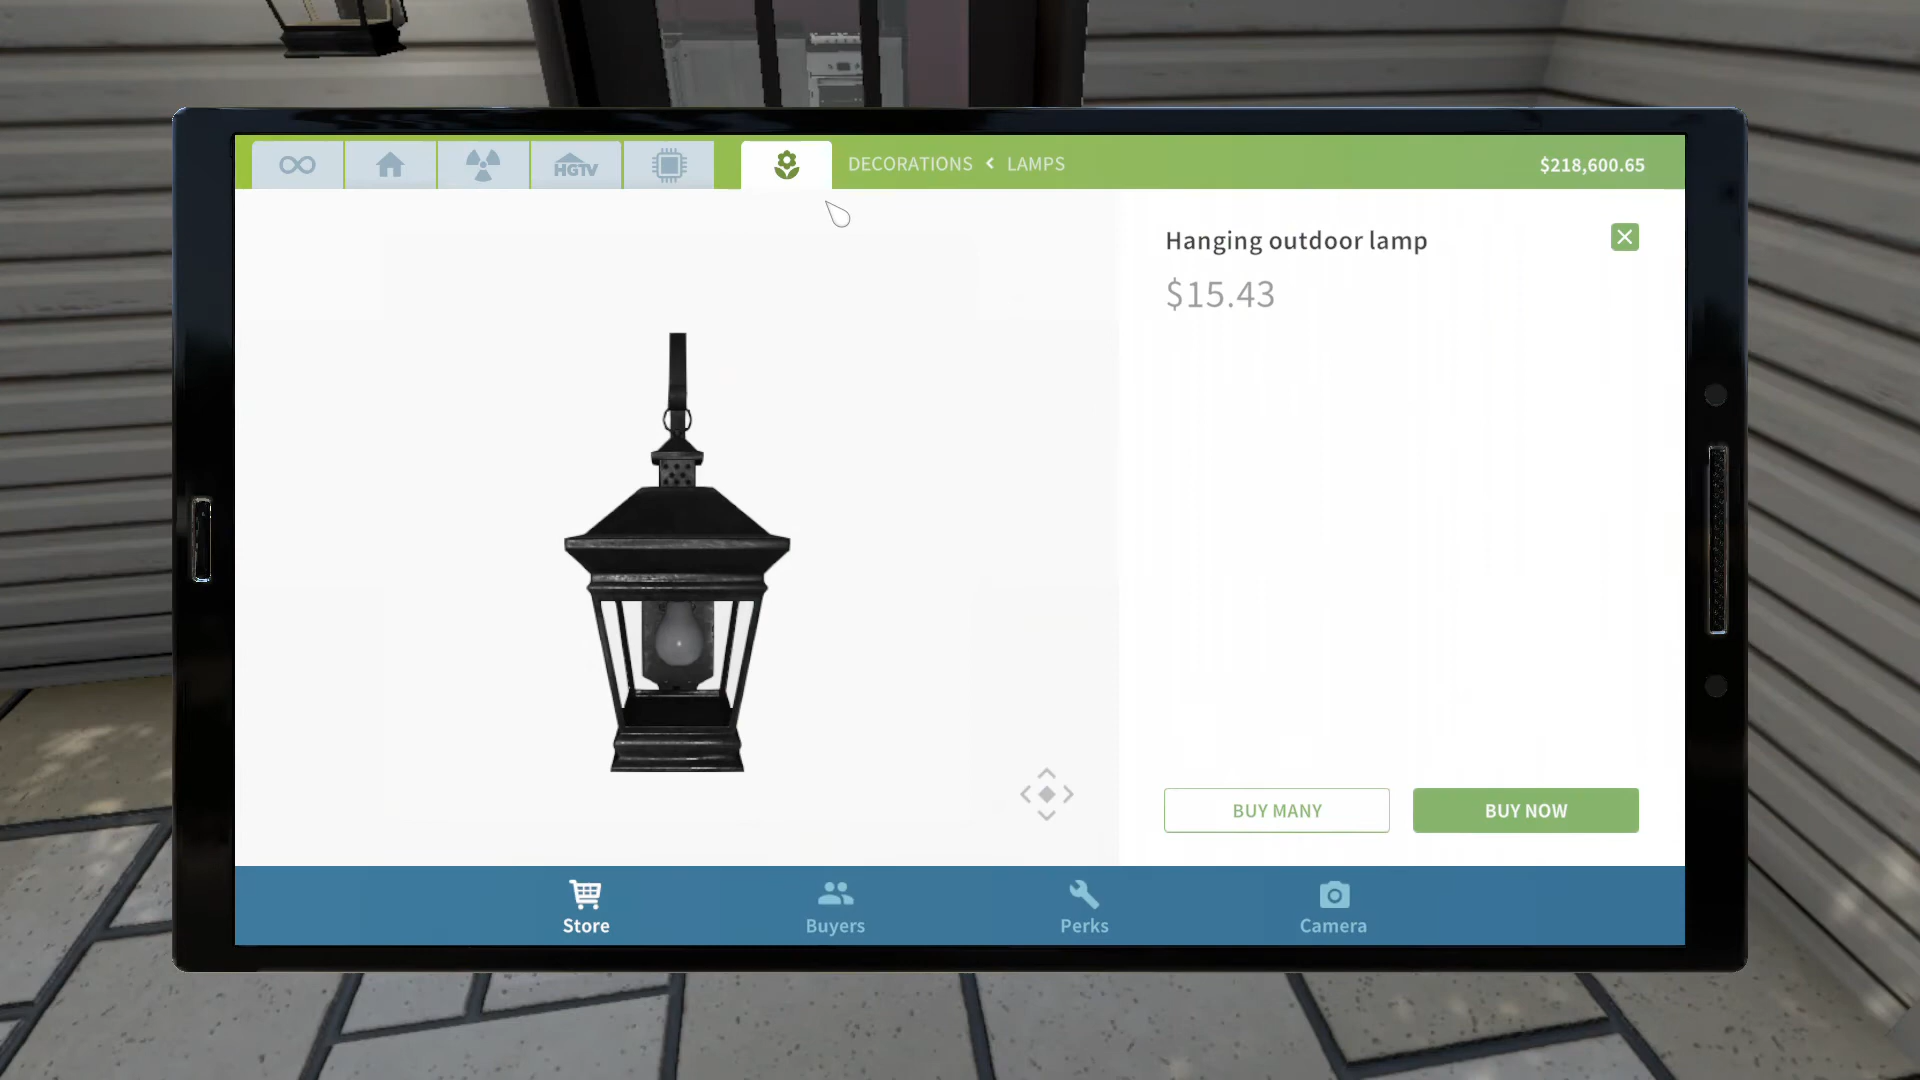 HGTV
DECORATIONS < LAMPS
$218,600.65
Hanging outdoor lamp
$15.43
BUY MANY
BUY NOW
Store
Buyers
Perks
Camera